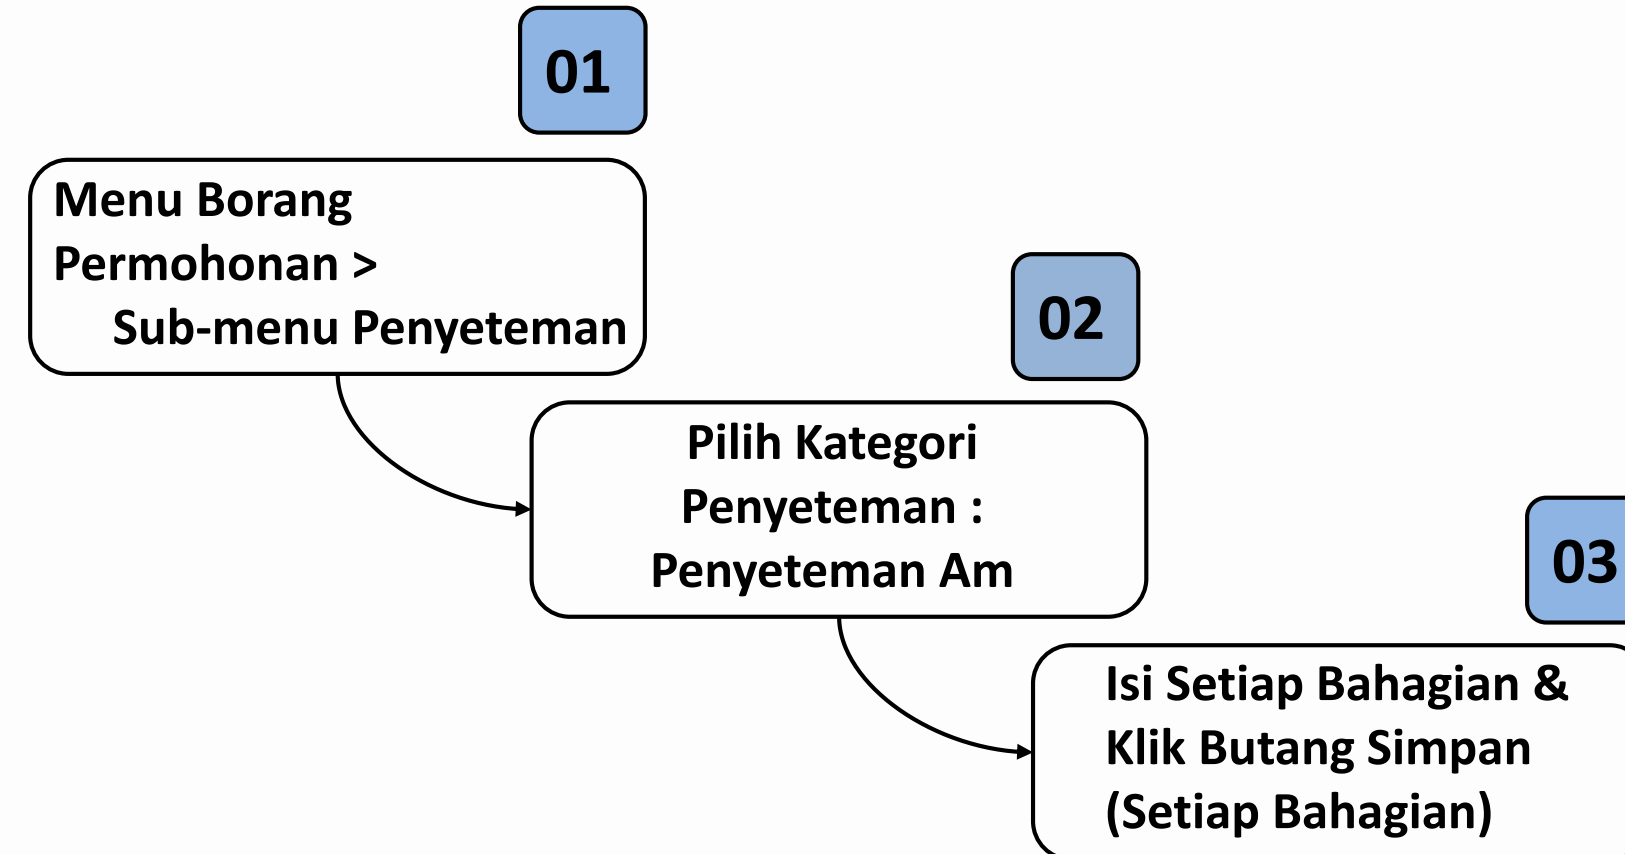 01
Menu Borang
Permohonan >
Sub-menu Penyeteman
02
Pilih Kategori
Penyeteman :
Penyeteman Am
03
Isi Setiap Bahagian &
Klik Butang Simpan
(Setiap Bahagian)